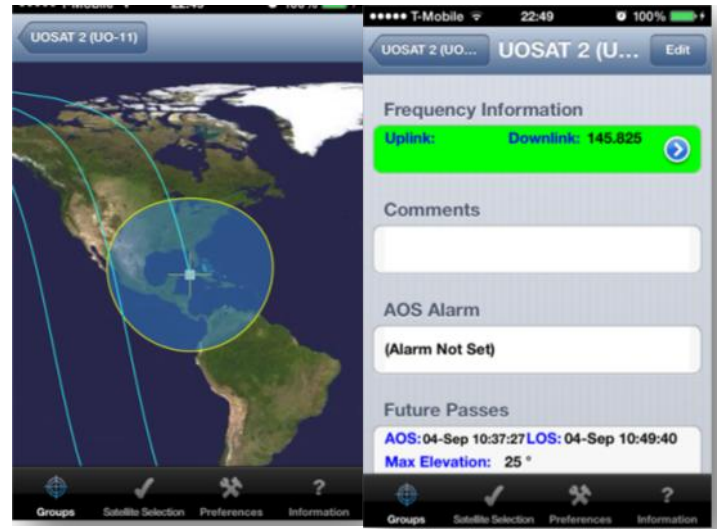 UOSAT 2 (UO-11)
Groups Satellite Selection Preferences Information
T-Mobile 22:49 100%
UOSAT 2 (UO... UOSAT 2 (U... Edit
Frequency Information
Uplink: Downlink: 145.825
Comments
AOS Alarm
(Alarm Not Set)
Future Passes
AOS: 04-Sep 10:37:27 LOS: 04-Sep 10:49:40
Max Elevation: 25 °
Groups Satellite Selection Preferences Information